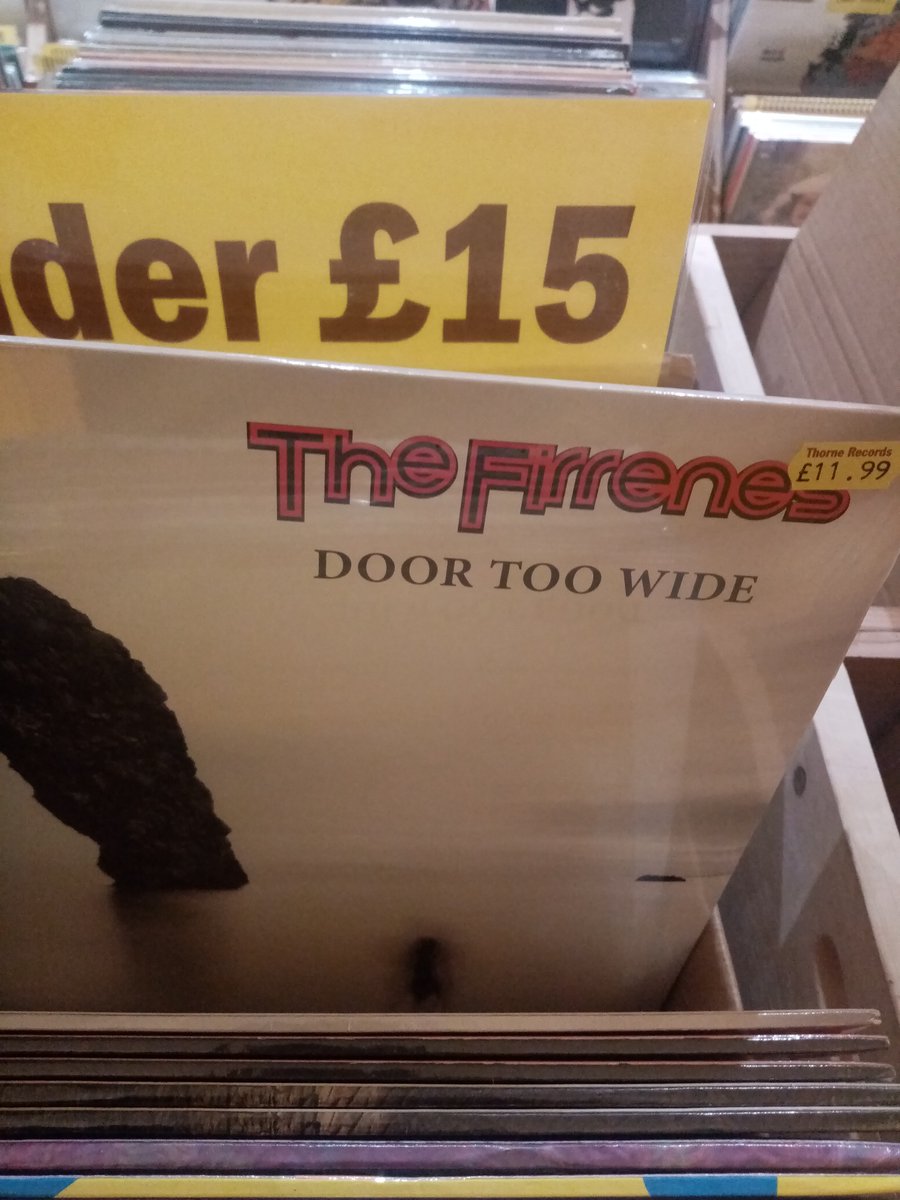 der £15
The Firrenes
Thorne Records
£11.99
DOOR TOO WIDE